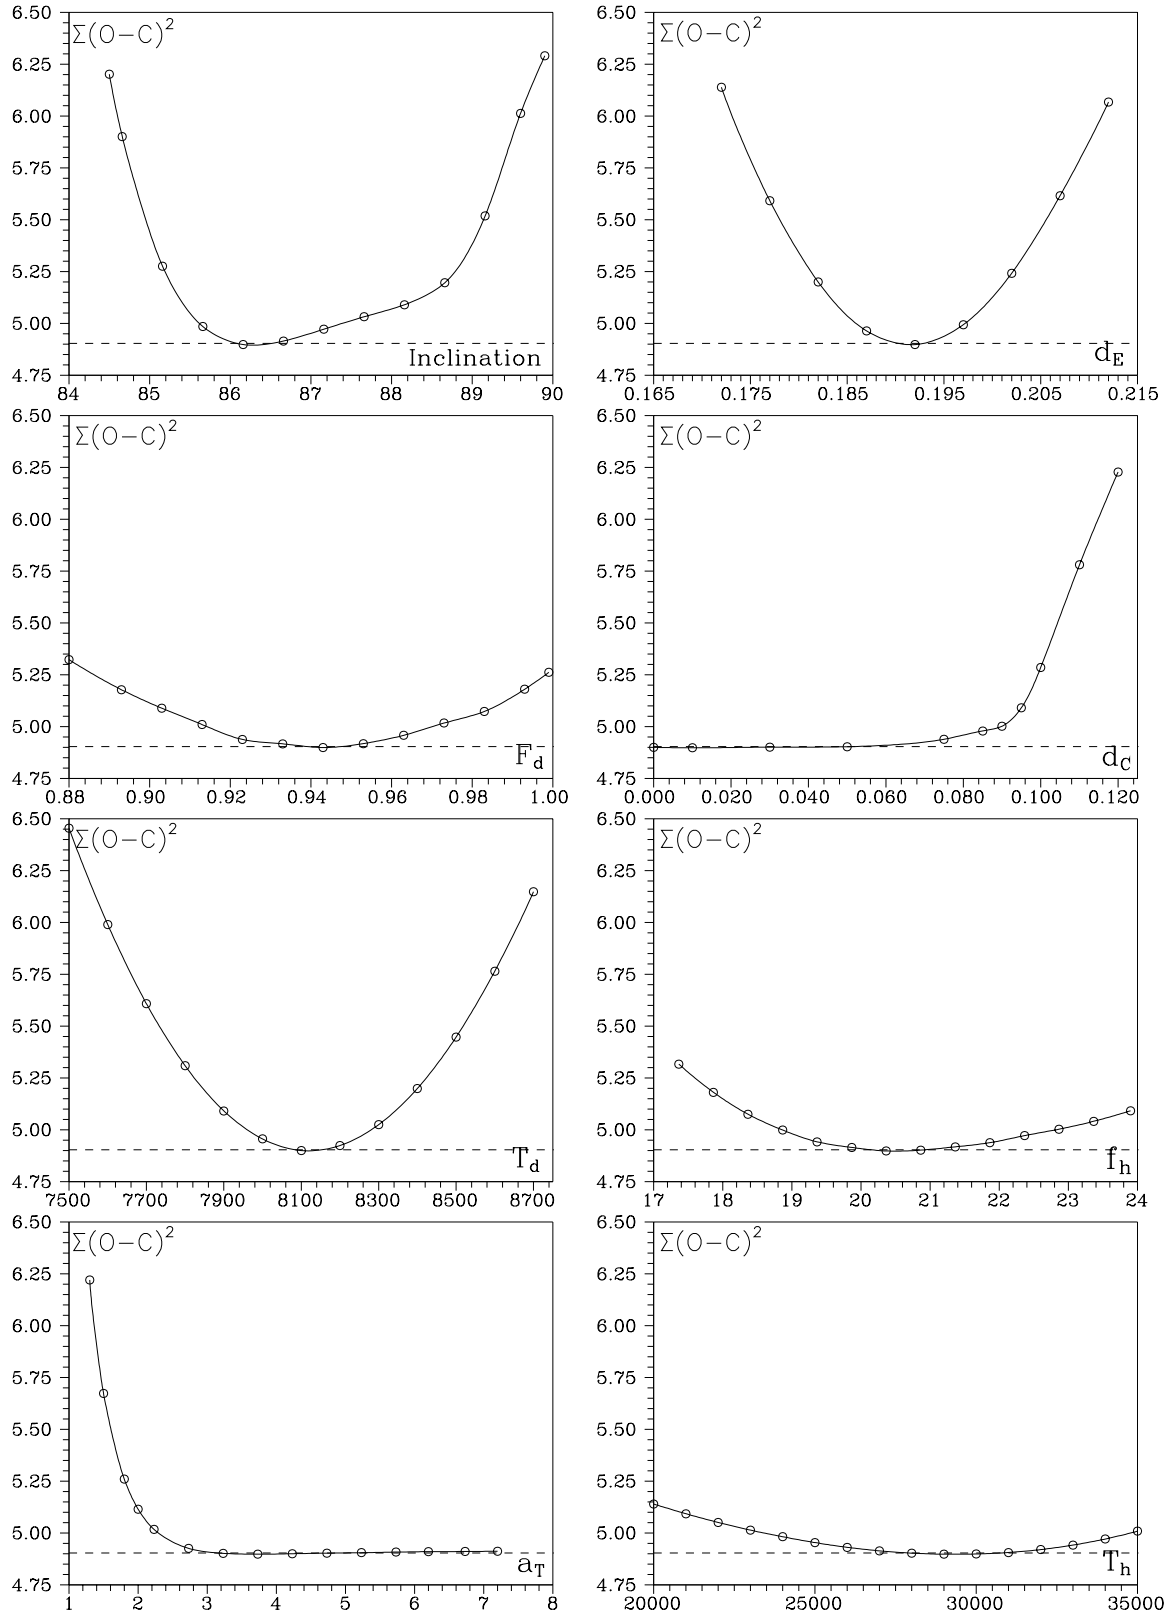 6.50
Σ(O−C)²
6.25
6.00
5.75
5.50
5.25
5.00
4.75
Inclination
84 85 86 87 88 89 90
6.50
Σ(O−C)²
6.25
6.00
5.75
5.50
5.25
5.00
4.75
d_E
0.165 0.175 0.185 0.195 0.205 0.215
6.50
Σ(O−C)²
6.25
6.00
5.75
5.50
5.25
5.00
4.75
F_d
0.88 0.90 0.92 0.94 0.96 0.98 1.00
6.50
Σ(O−C)²
6.25
6.00
5.75
5.50
5.25
5.00
4.75
d_C
0.000 0.020 0.040 0.060 0.080 0.100 0.120
6.50
Σ(O−C)²
6.25
6.00
5.75
5.50
5.25
5.00
4.75
T_d
7500 7700 7900 8100 8300 8500 8700
6.50
Σ(O−C)²
6.25
6.00
5.75
5.50
5.25
5.00
4.75
f_h
17 18 19 20 21 22 23 24
6.50
Σ(O−C)²
6.25
6.00
5.75
5.50
5.25
5.00
4.75
a_T
1 2 3 4 5 6 7 8
6.50
Σ(O−C)²
6.25
6.00
5.75
5.50
5.25
5.00
4.75
T_h
20000 25000 30000 35000